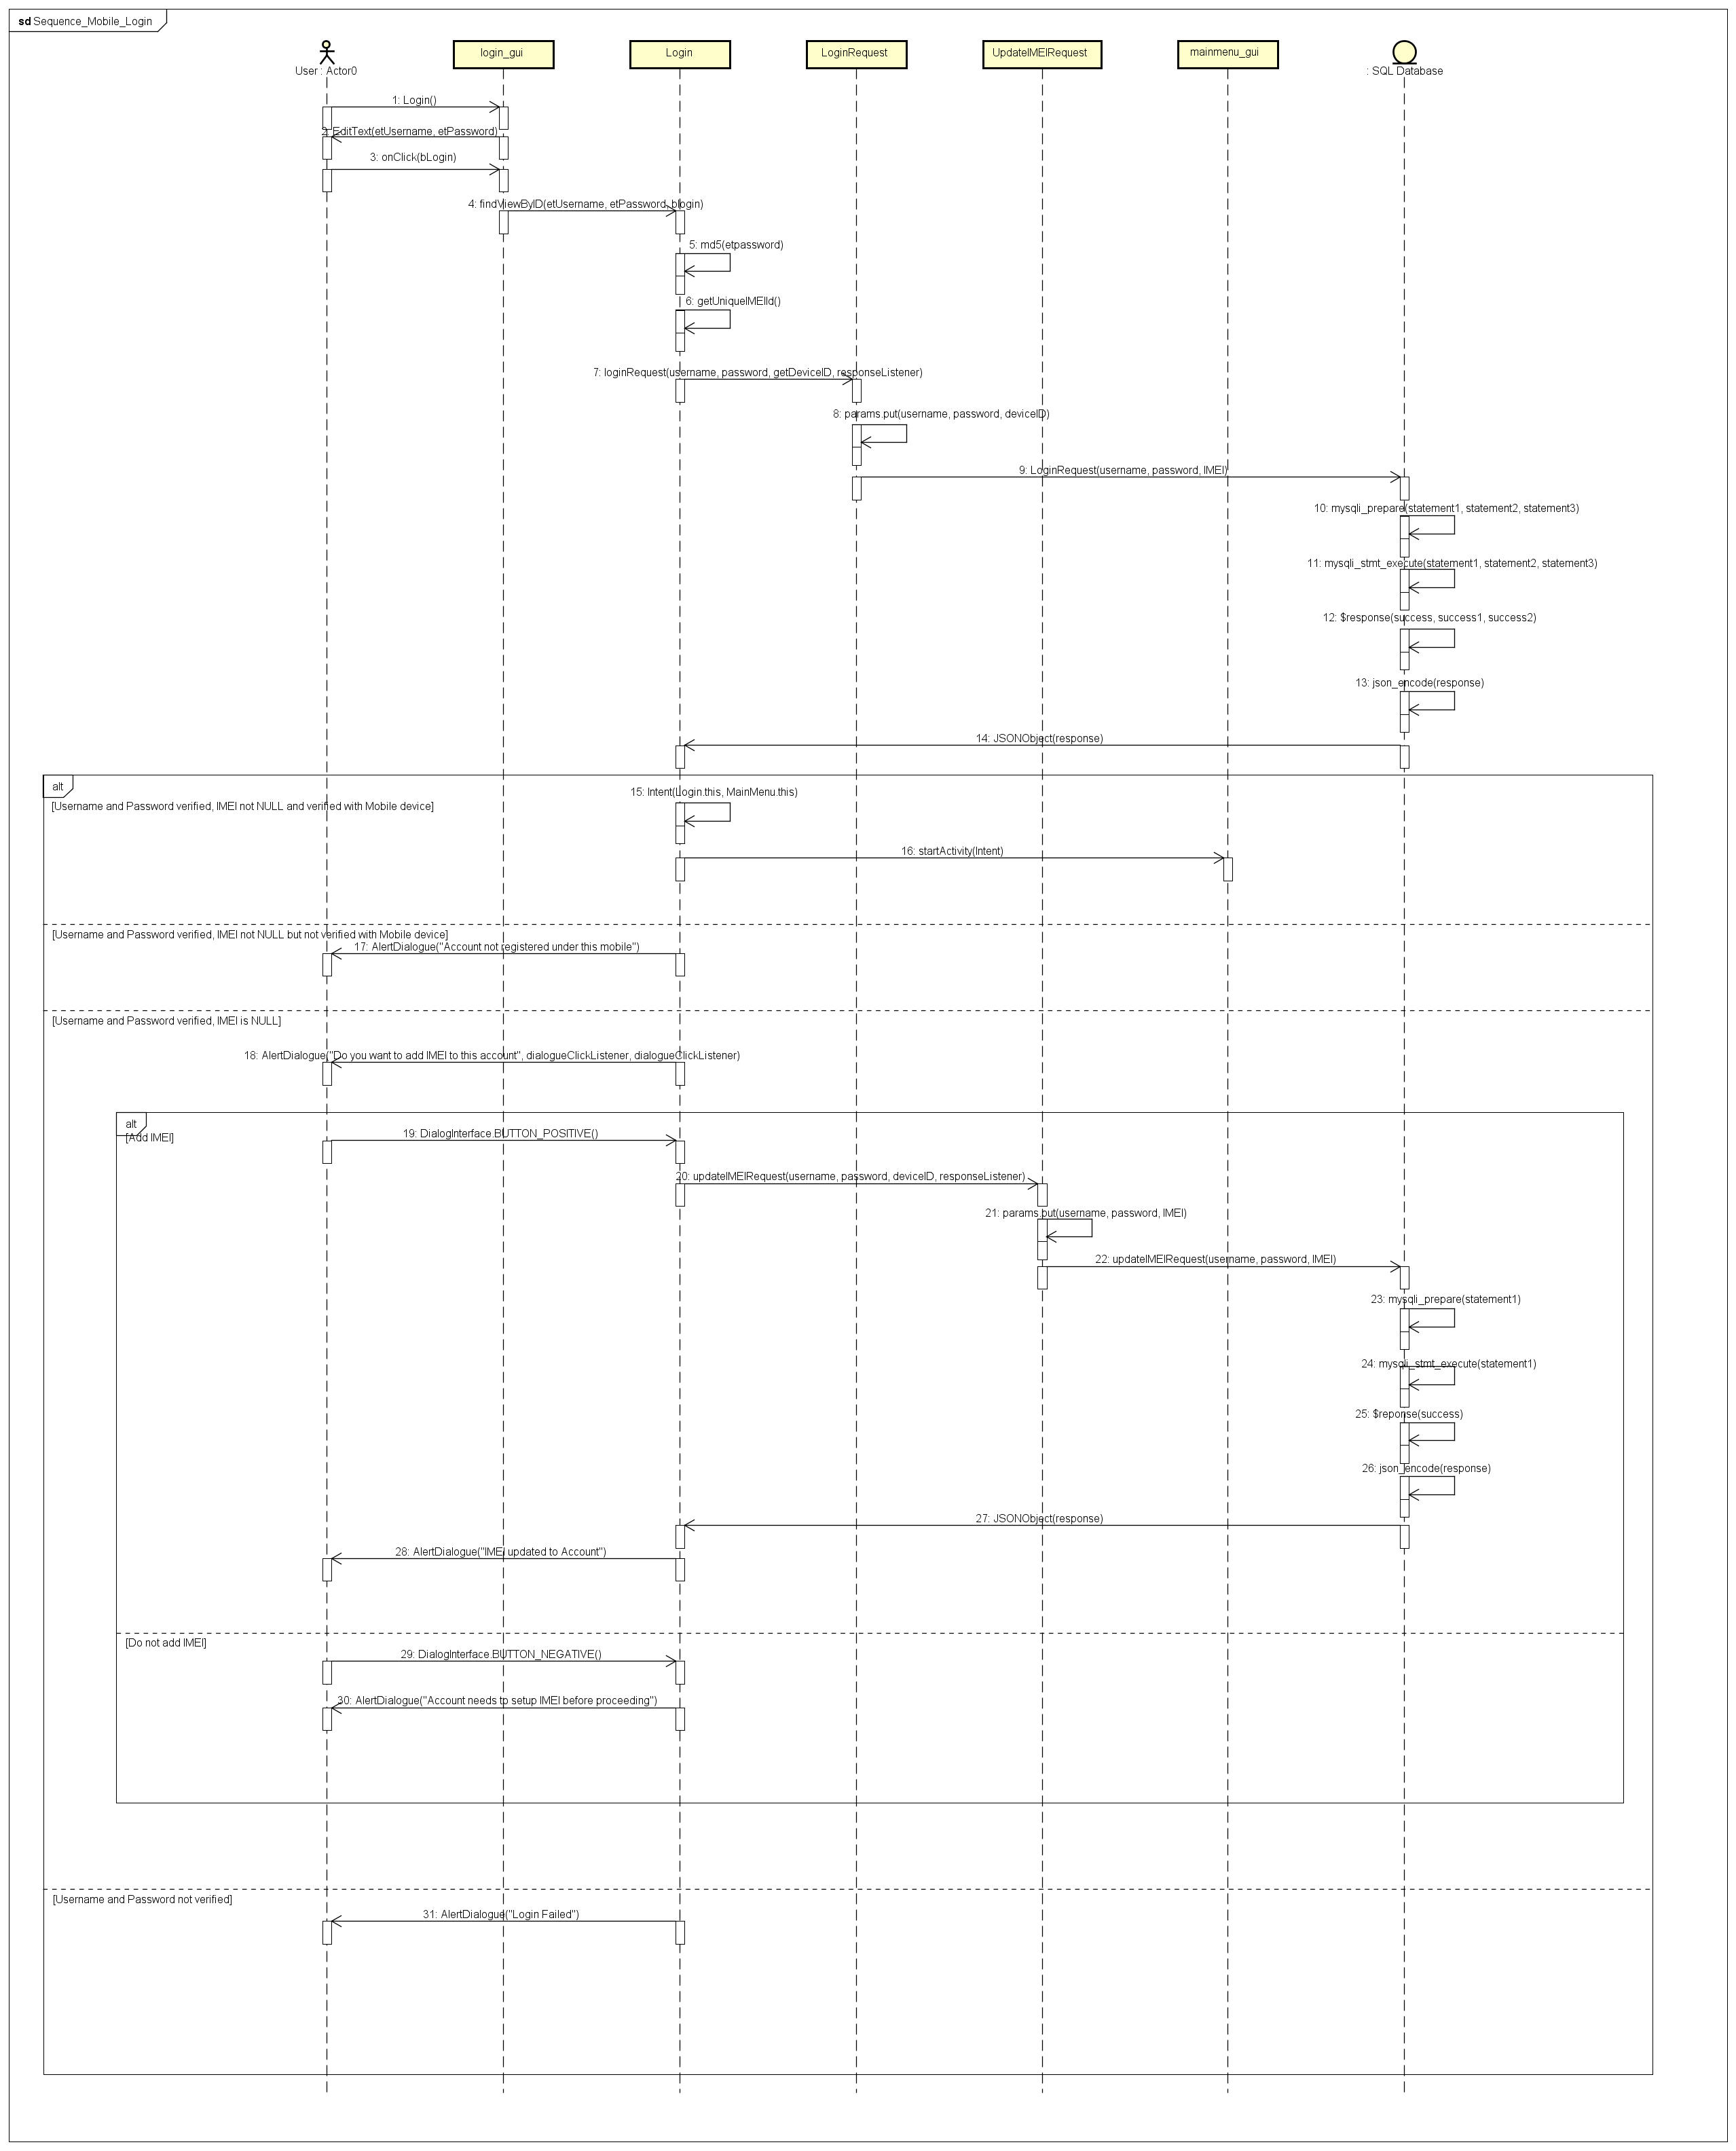 sd Sequence_Mobile_Login
User : Actor0
login_gui
Login
LoginRequest
UpdateIMEIRequest
mainmenu_gui
: SQL Database
1: Login()
2: EditText(etUsername, etPassword)
3: onClick(bLogin)
4: findViewByID(etUsername, etPassword, blogin)
5: md5(etpassword)
6: getUniqueIMEIId()
7: loginRequest(username, password, getDeviceID, responseListener)
8: params.put(username, password, deviceID)
9: LoginRequest(username, password, IMEI)
10: mysqli_prepare(statement1, statement2, statement3)
11: mysqli_stmt_execute(statement1, statement2, statement3)
12: $response(success, success1, success2)
13: json_encode(response)
14: JSONObject(response)
alt
[Username and Password verified, IMEI not NULL and verified with Mobile device]
15: Intent(Login.this, MainMenu.this)
16: startActivity(Intent)
[Username and Password verified, IMEI not NULL but not verified with Mobile device]
17: AlertDialogue("Account not registered under this mobile")
[Username and Password verified, IMEI is NULL]
18: AlertDialogue("Do you want to add IMEI to this account", dialogueClickListener, dialogueClickListener)
alt
[Add IMEI]
19: DialogInterface.BUTTON_POSITIVE()
20: updateIMEIRequest(username, password, deviceID, responseListener)
21: params.put(username, password, IMEI)
22: updateIMEIRequest(username, password, IMEI)
23: mysqli_prepare(statement1)
24: mysqli_stmt_execute(statement1)
25: $reponse(success)
26: json_encode(response)
27: JSONObject(response)
28: AlertDialogue("IMEI updated to Account")
[Do not add IMEI]
29: DialogInterface.BUTTON_NEGATIVE()
30: AlertDialogue("Account needs to setup IMEI before proceeding")
[Username and Password not verified]
31: AlertDialogue("Login Failed")